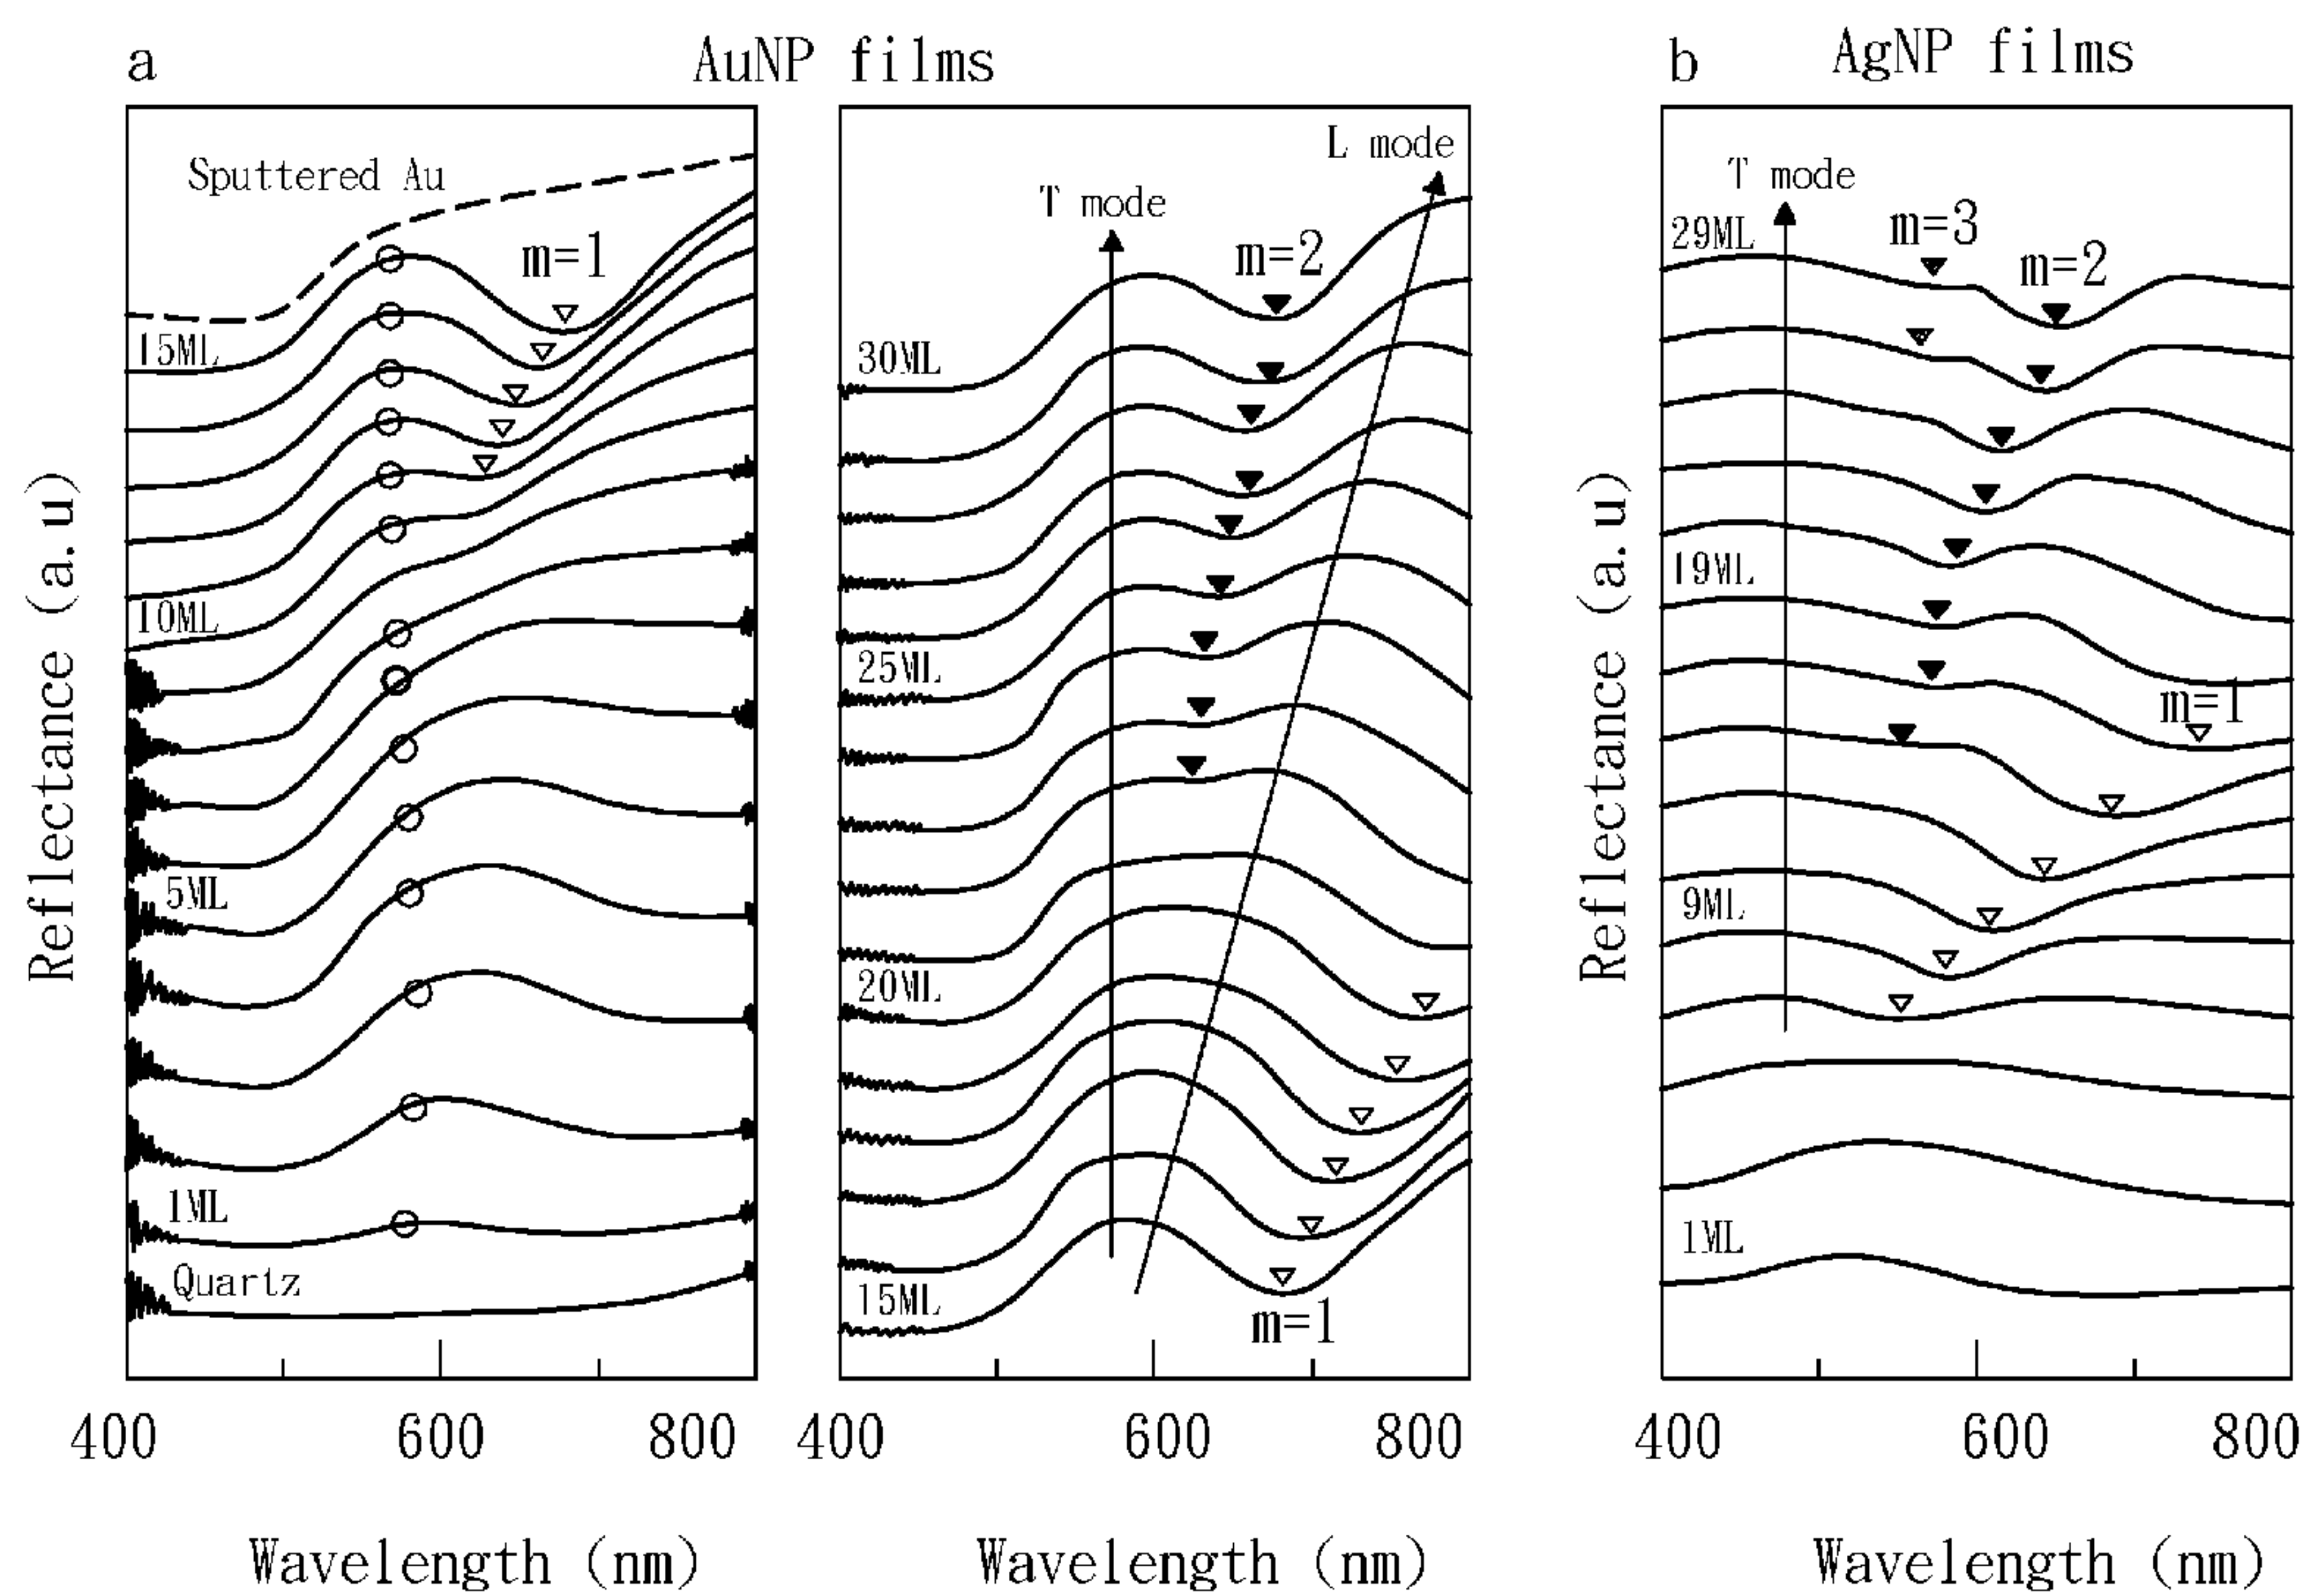 a
AuNP films
b
AgNP films
Reflectance (a.u)
Sputtered Au
m=1
15ML
10ML
5ML
1ML
Quartz
400 600 800
Wavelength (nm)
L mode
T mode
m=2
30ML
25ML
20ML
15ML
m=1
400 600 800
Wavelength (nm)
Reflectance (a.u)
T mode
29ML
m=3
m=2
19ML
m=1
9ML
1ML
400 600 800
Wavelength (nm)